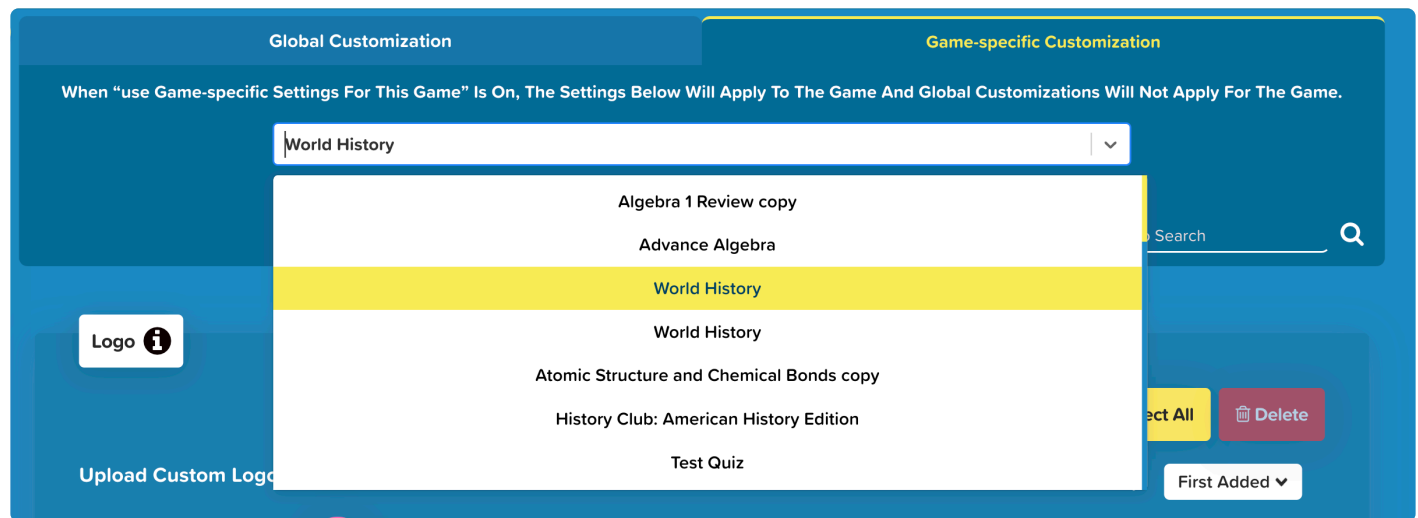 Global Customization
Game-specific Customization
When “use Game-specific Settings For This Game” Is On, The Settings Below Will Apply To The Game And Global Customizations Will Not Apply For The Game.
World History
Algebra 1 Review copy
Advance Algebra
Search
World History
World History
Logo
Atomic Structure and Chemical Bonds copy
History Club: American History Edition
All
Delete
Test Quiz
Upload Custom
First Added